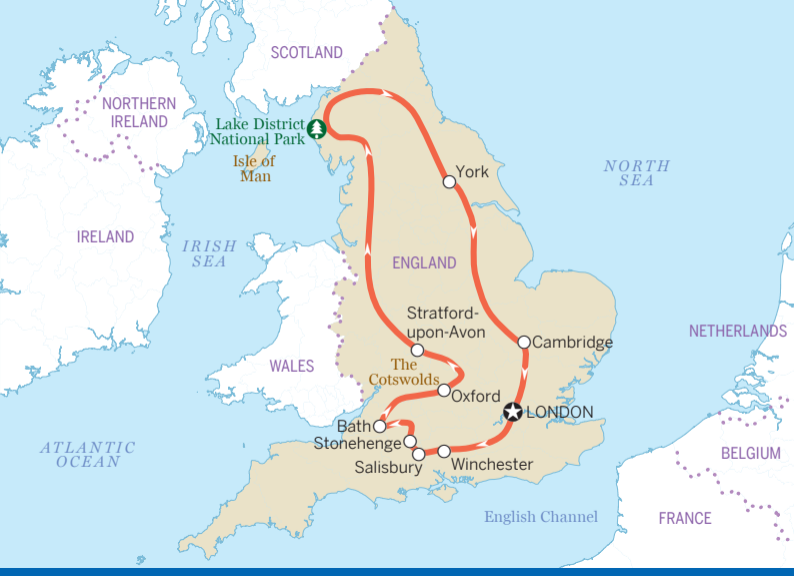 SCOTLAND
NORTHERN
IRELAND
Lake District
National Park
Isle of
Man
NORTH
SEA
York
IRELAND
IRISH
SEA
ENGLAND
Stratford-
upon-Avon
NETHERLANDS
Cambridge
WALES
The
Cotswolds
Oxford
LONDON
Bath
Stonehenge
Salisbury
Winchester
ATLANTIC
OCEAN
BELGIUM
English Channel
FRANCE